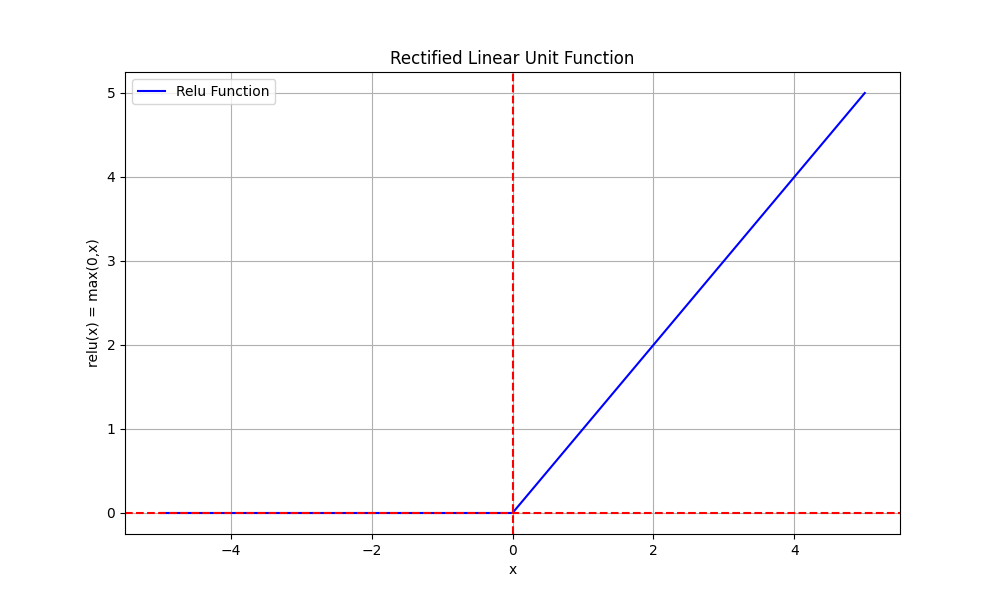 Rectified Linear Unit Function
Relu Function
5
4
3
2
1
0
relu(x) = max(0,x)
−4
−2
0
2
4
x